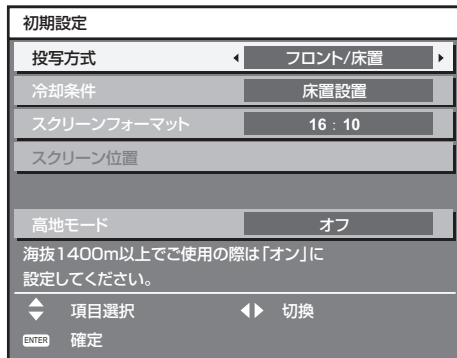 初期設定
投写方式 フロント/床置
冷却条件 床置設置
スクリーンフォーマット 16：10
スクリーン位置
高地モード オフ
海抜1400m以上でご使用の際は「オン」に
設定してください。
項目選択 切換
ENTER 確定